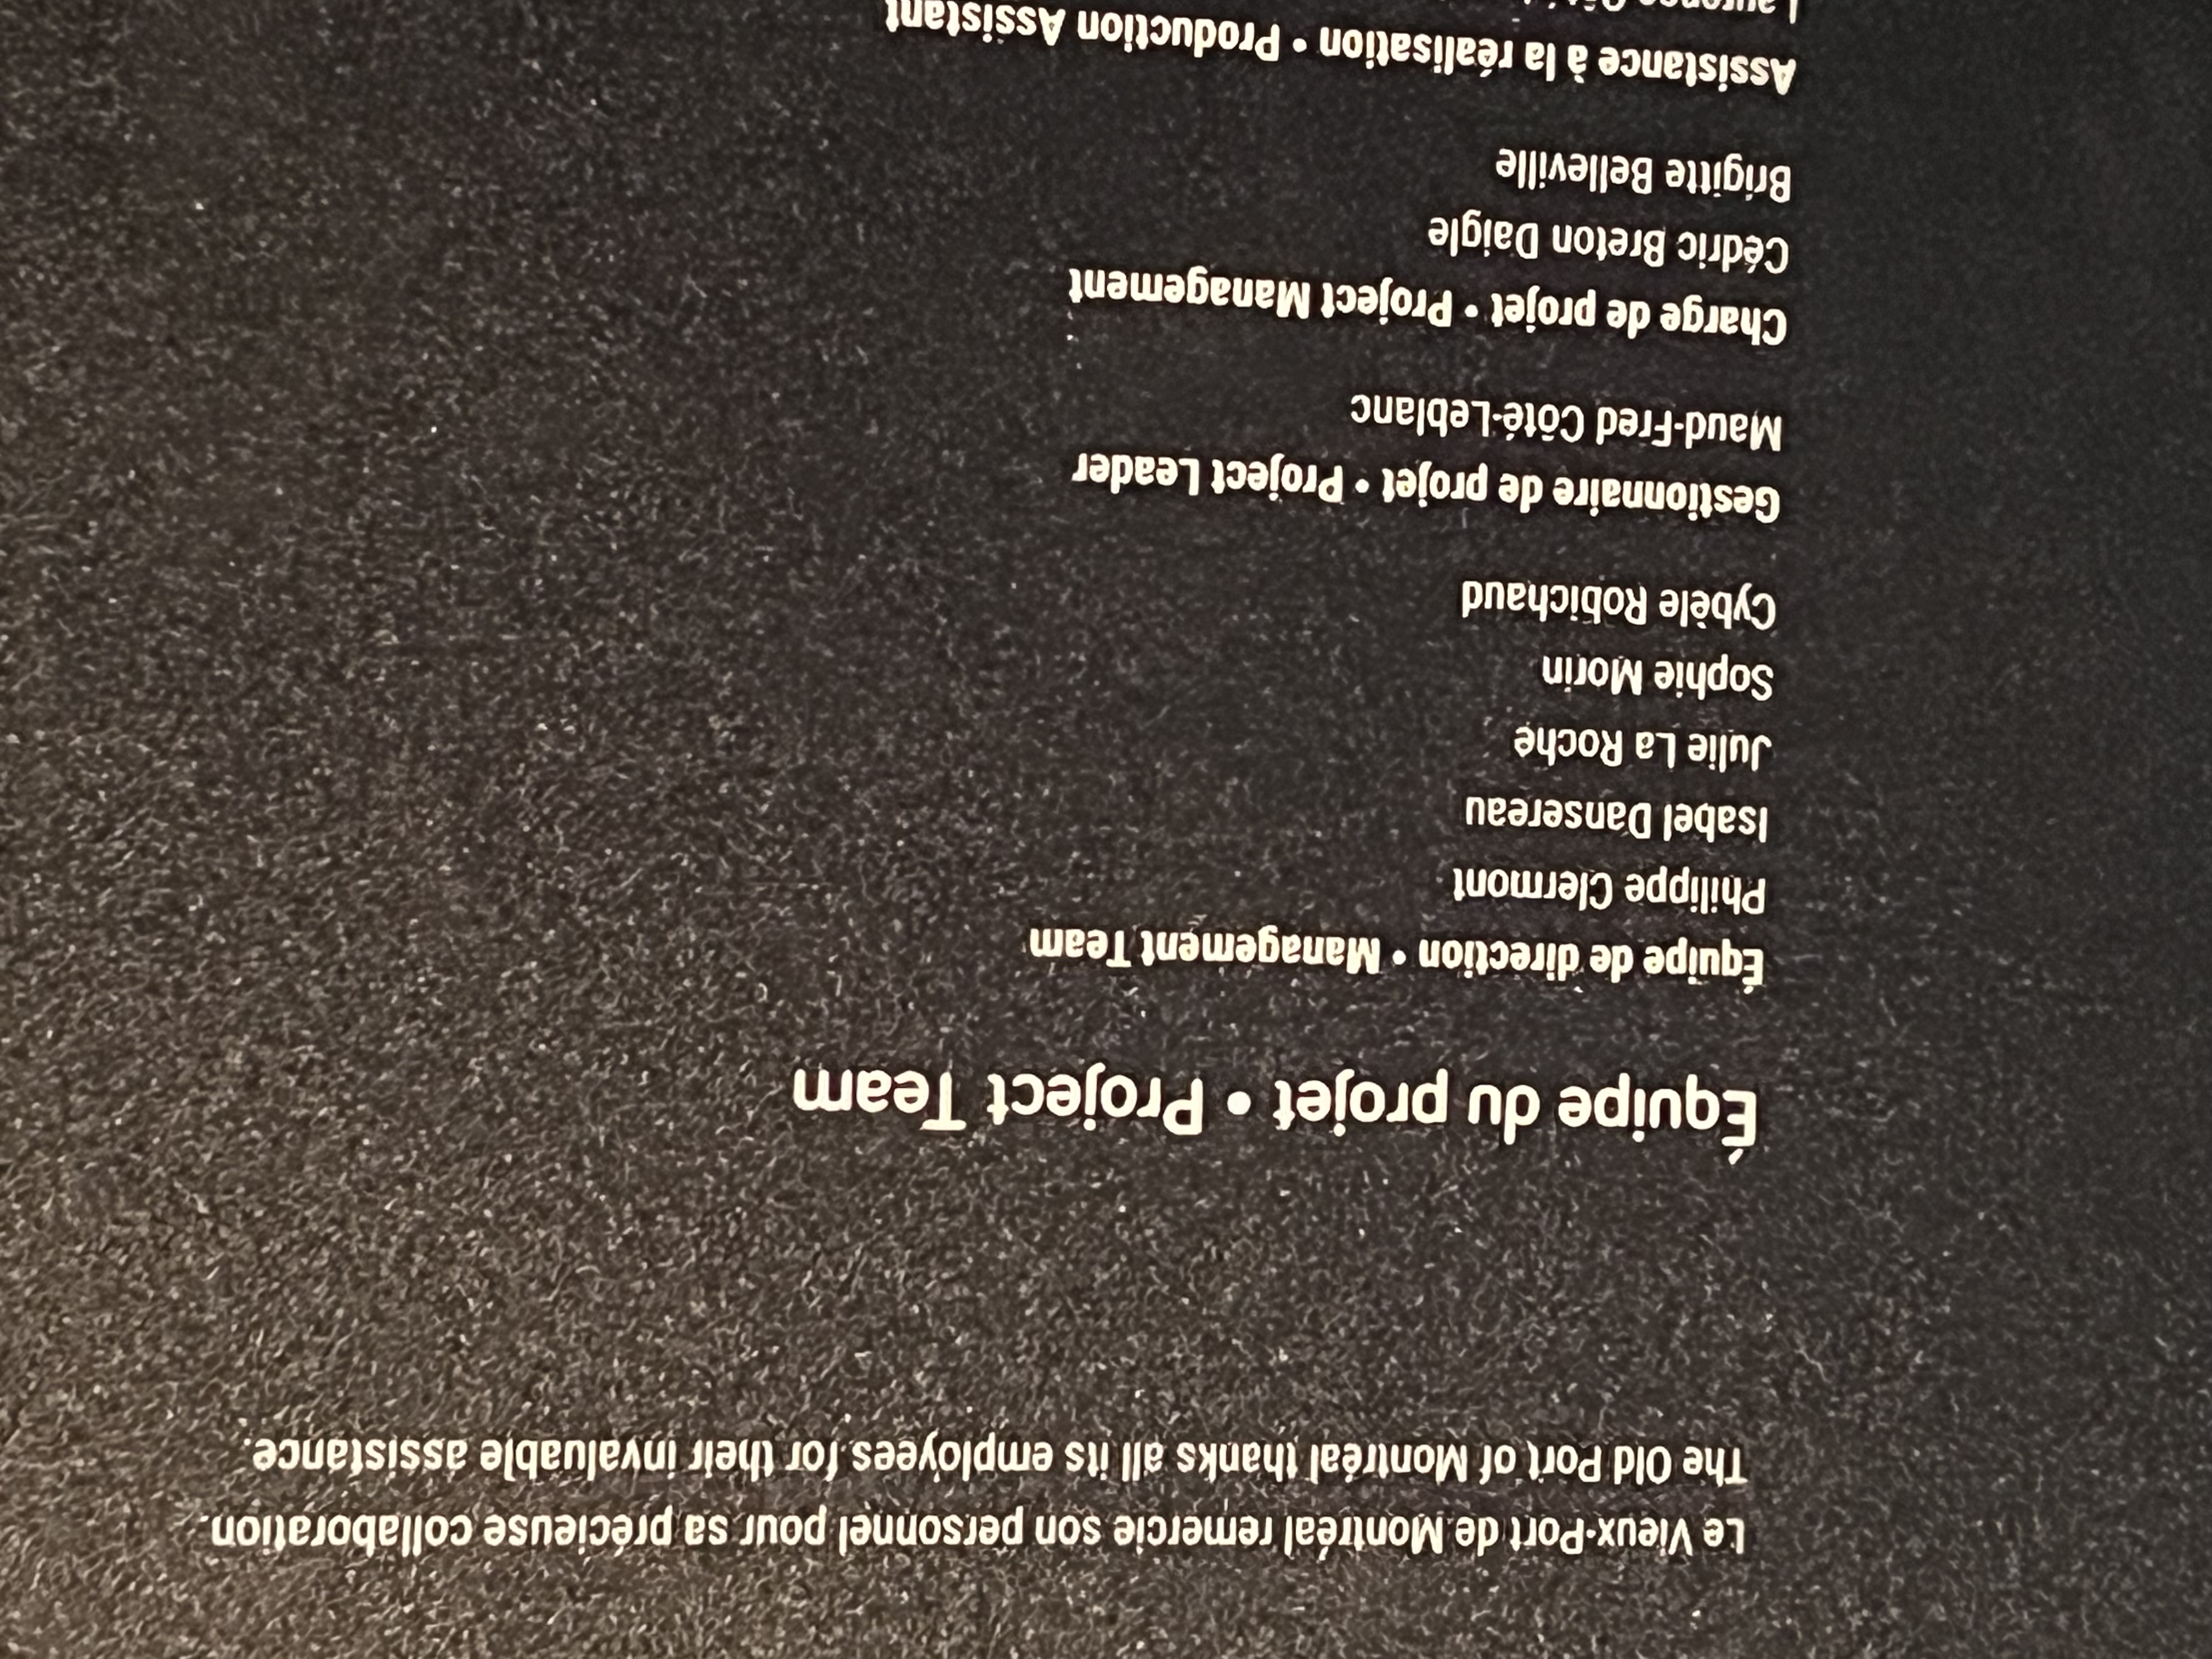 Le Vieux-Port de Montréal remercie son personnel pour sa précieuse collaboration.
The Old Port of Montréal thanks all its employees for their invaluable assistance.
Équipe du projet • Project Team
Équipe de direction • Management Team
Philippe Clermont
Isabel Dansereau
Julie La Roche
Sophie Morin
Cybèle Robichaud
Gestionnaire de projet • Project Leader
Maud-Fred Côté-Leblanc
Charge de projet • Project Management
Cédric Breton Daigle
Brigitte Belleville
Assistance à la réalisation • Production Assistant
Laurence